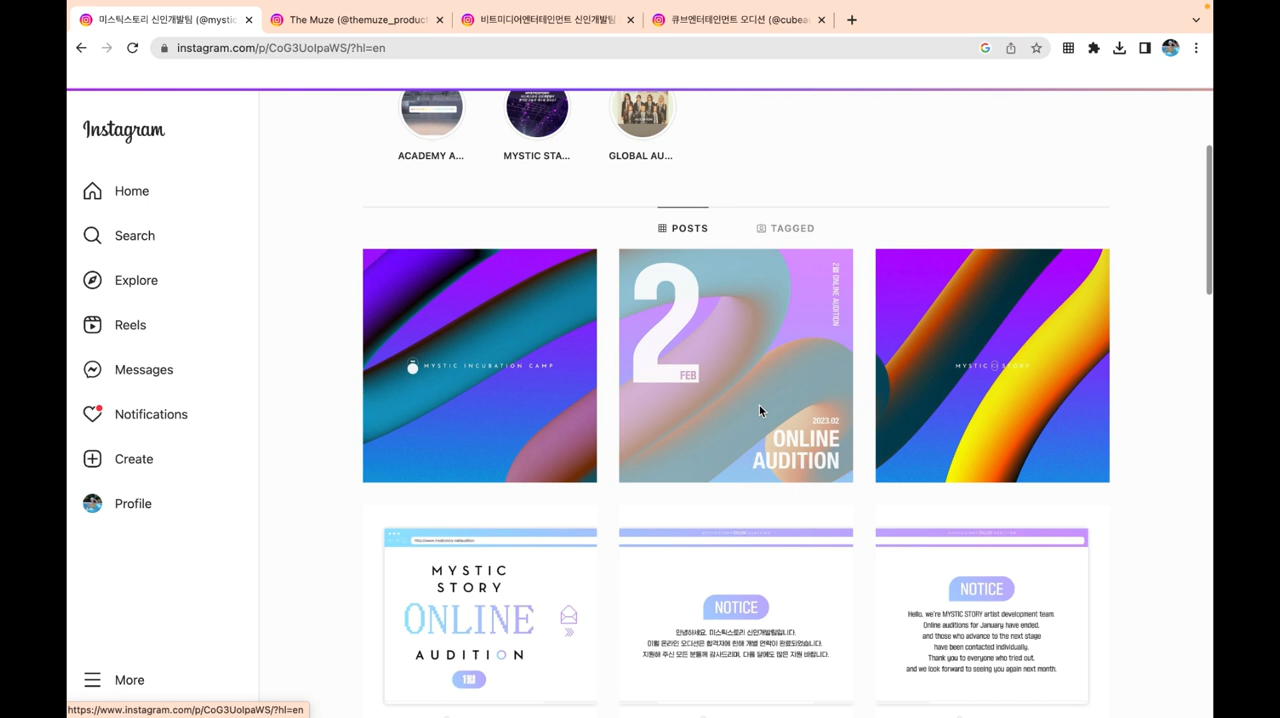 미스틱스토리 신인개발팀 (@mystic
The Muze (@themuze_product
비트미디어엔터테인먼트 신인개발팀
큐브엔터테인먼트 오디션 (@cubeau
instagram.com/p/CoG3UoIpaWS/?hl=en
Instagram
Home
Search
Explore
Reels
Messages
Notifications
Create
Profile
More
ACADEMY A...
MYSTIC STA...
GLOBAL AU...
POSTS
TAGGED
MYSTIC INCUBATION CAMP
2
FEB
2월 ONLINE AUDITION
2023.02
ONLINE
AUDITION
MYSTIC STORY
MYSTIC
STORY
ONLINE
AUDITION
1월
NOTICE
안녕하세요, 미스틱스토리 신인개발팀입니다.
1월 온라인 오디션은 합격자에 한해 개별 연락이 완료되었습니다.
지원해 주신 모든 분들께 감사드리며, 다음 달에도 많은 지원 바랍니다.
NOTICE
Hello, we're MYSTIC STORY artist development team.
Online auditions for January have ended,
and those who advance to the next stage
have been contacted individually.
Thank you to everyone who tried out,
and we look forward to seeing you again next month.
https://www.instagram.com/p/CoG3UoIpaWS/?hl=en